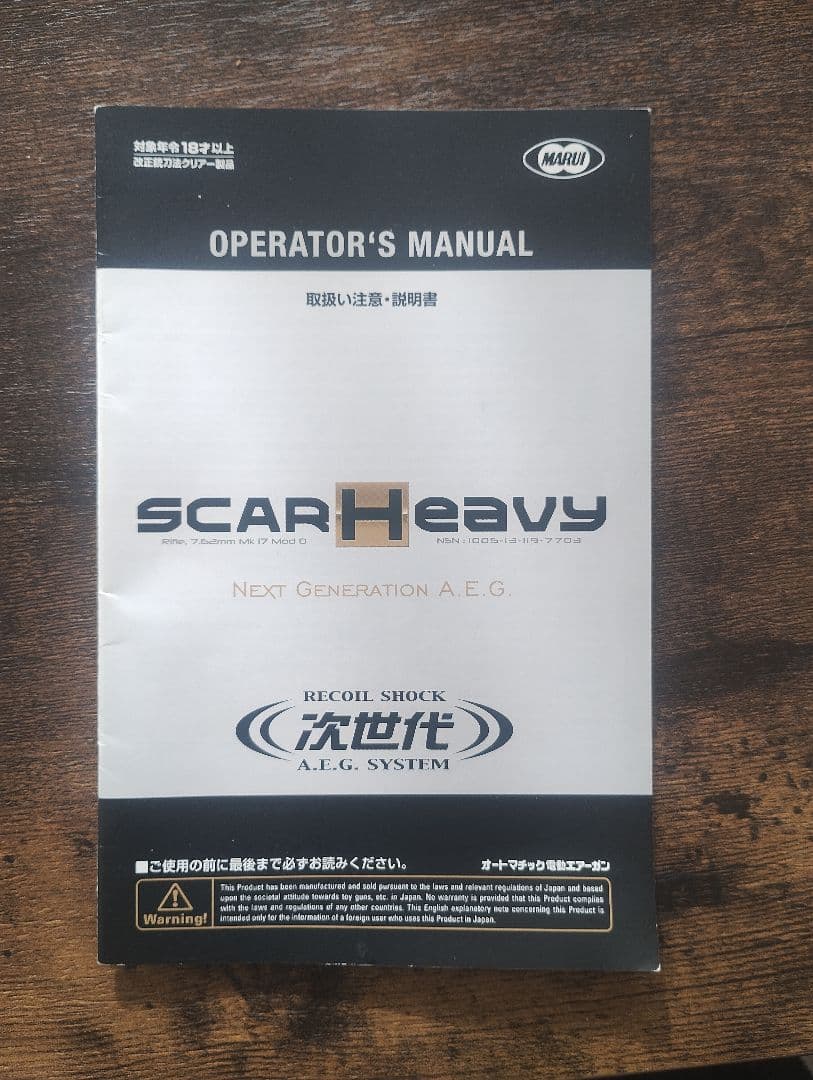 対象年令18才以上
改正銃刀法クリアー製品
MARUI
OPERATOR‘S MANUAL
取扱い注意・説明書
SCAR Heavy
Rifle, 7.62mm Mk 17 Mod 0
NSN : 1005-13-119-7703
NEXT GENERATION A.E.G.
RECOIL SHOCK
次世代
A.E.G. SYSTEM
■ご使用の前に最後まで必ずお読みください。
オートマチック電動エアーガン
Warning!
This Product has been manufactured and sold pursuant to the laws and relevant regulations of Japan and based
upon the societal attitude towards toy guns, etc. in Japan. No warranty is provided that this Product complies
with the laws and regulations of any other countries. This English explanatory note concerning this Product is
intended only for the information of a foreign user who uses this Product in Japan.